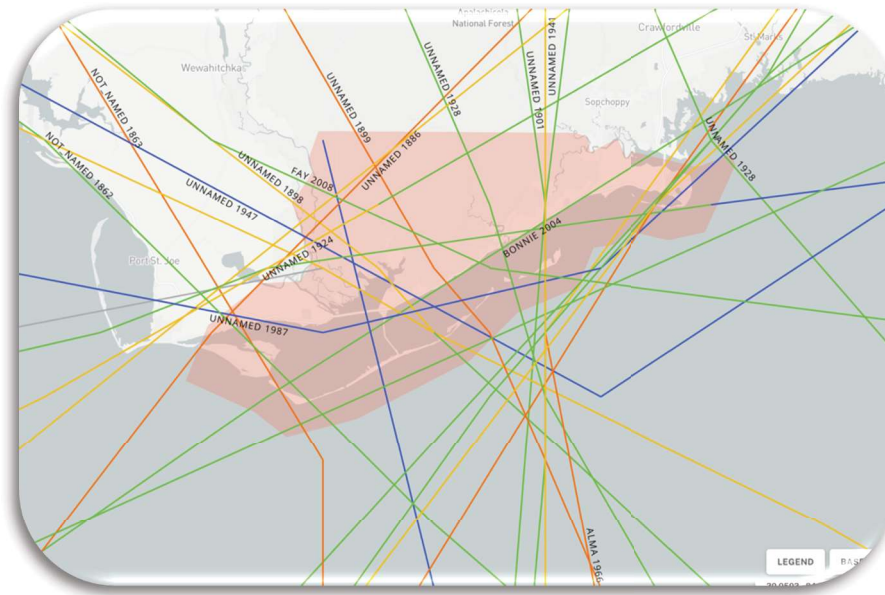 Apalachicola
National Forest
Crawfordville
St. Marks
Wewahitchka
Sopchoppy
Port St. Joe
NOT NAMED 1863
NOT NAMED 1862
UNNAMED 1947
UNNAMED 1898
FAY 2008
UNNAMED 1899
UNNAMED 1886
UNNAMED 1928
UNNAMED 1901
UNNAMED 1941
UNNAMED 1928
UNNAMED 1924
UNNAMED 1987
BONNIE 2004
ALMA 1966
LEGEND